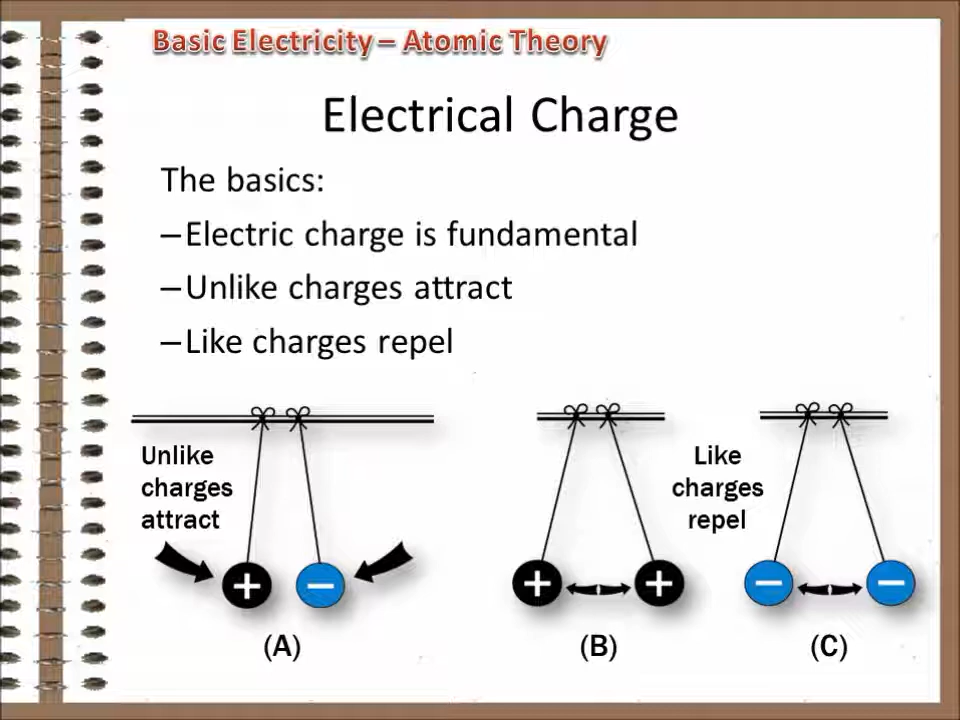 Basic Electricity – Atomic Theory
Electrical Charge
The basics:
–Electric charge is fundamental
–Unlike charges attract
–Like charges repel
Unlike
charges
attract
Like
charges
repel
+ −
+ +
− −
(A)
(B)
(C)